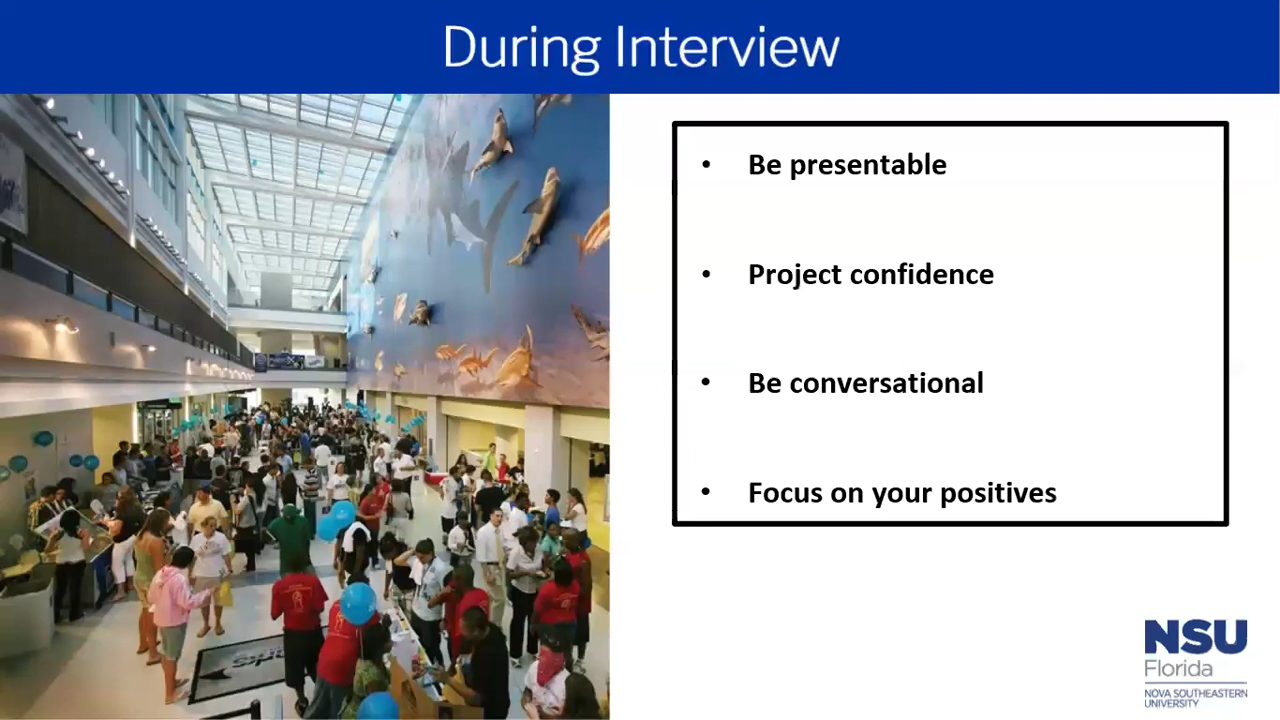 During Interview
• Be presentable
• Project confidence
• Be conversational
• Focus on your positives
NSU
Florida
NOVA SOUTHEASTERN
UNIVERSITY